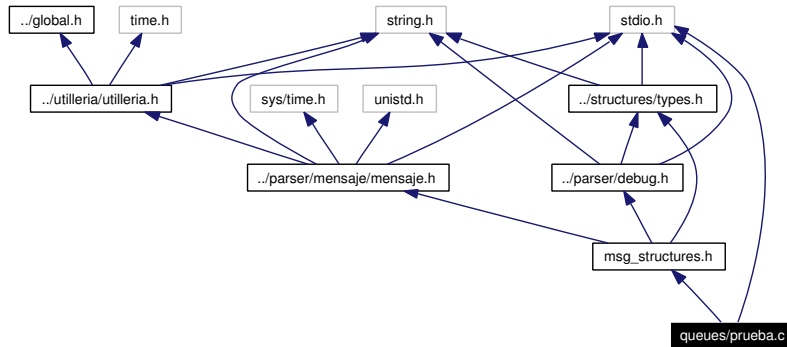 ../global.h
time.h
string.h
stdio.h
../utilleria/utilleria.h
sys/time.h
unistd.h
../structures/types.h
../parser/mensaje/mensaje.h
../parser/debug.h
msg_structures.h
queues/prueba.c